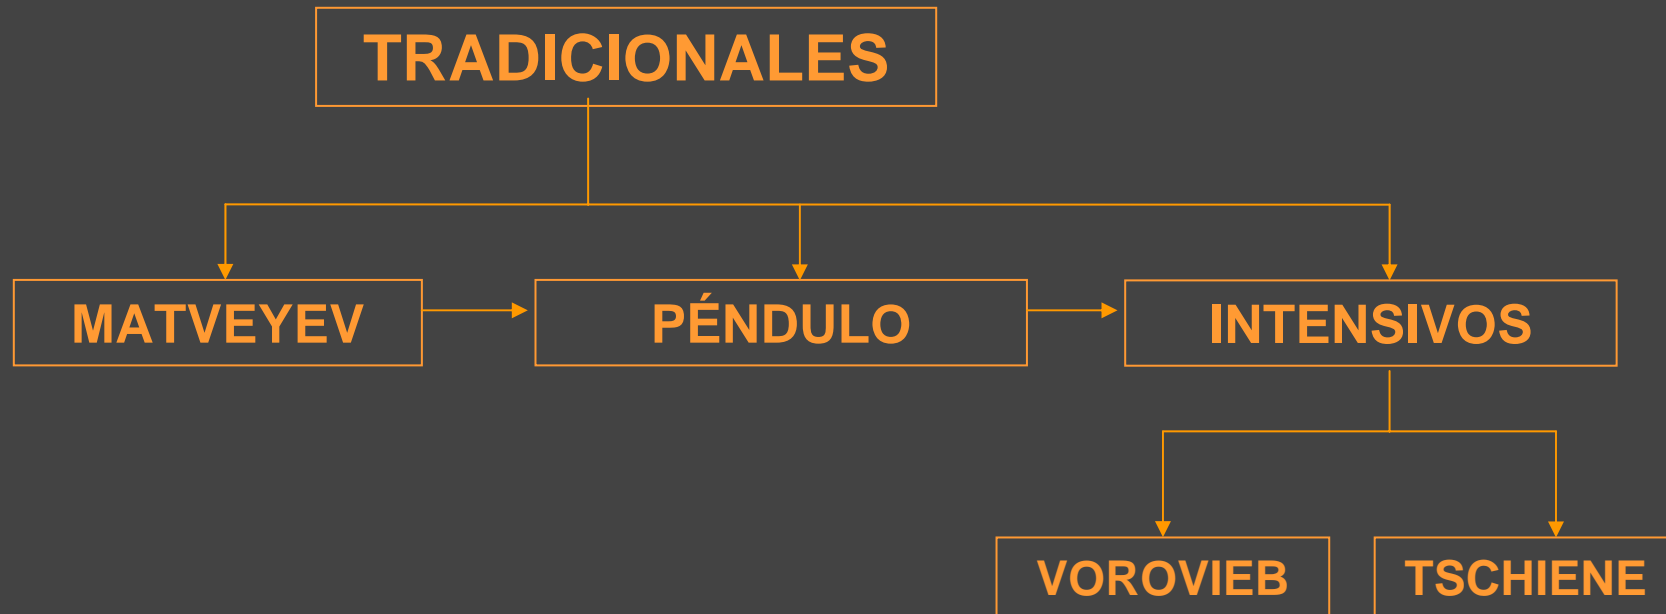 TRADICIONALES
MATVEYEV
PÉNDULO
INTENSIVOS
VOROVIEB
TSCHIENE